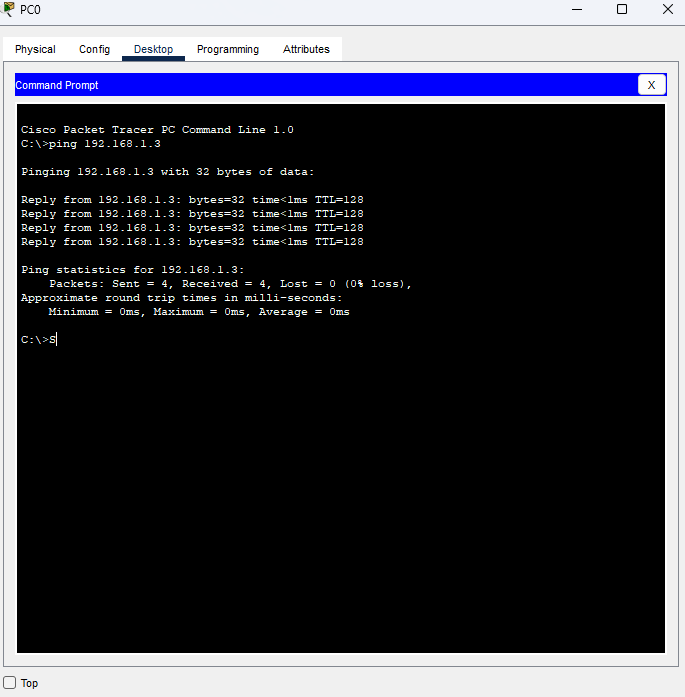 PC0
Physical Config Desktop Programming Attributes
Command Prompt X
Cisco Packet Tracer PC Command Line 1.0
C:\>ping 192.168.1.3
Pinging 192.168.1.3 with 32 bytes of data:
Reply from 192.168.1.3: bytes=32 time<1ms TTL=128
Reply from 192.168.1.3: bytes=32 time<1ms TTL=128
Reply from 192.168.1.3: bytes=32 time<1ms TTL=128
Reply from 192.168.1.3: bytes=32 time<1ms TTL=128
Ping statistics for 192.168.1.3:
Packets: Sent = 4, Received = 4, Lost = 0 (0% loss),
Approximate round trip times in milli-seconds:
Minimum = 0ms, Maximum = 0ms, Average = 0ms
C:\>S
Top